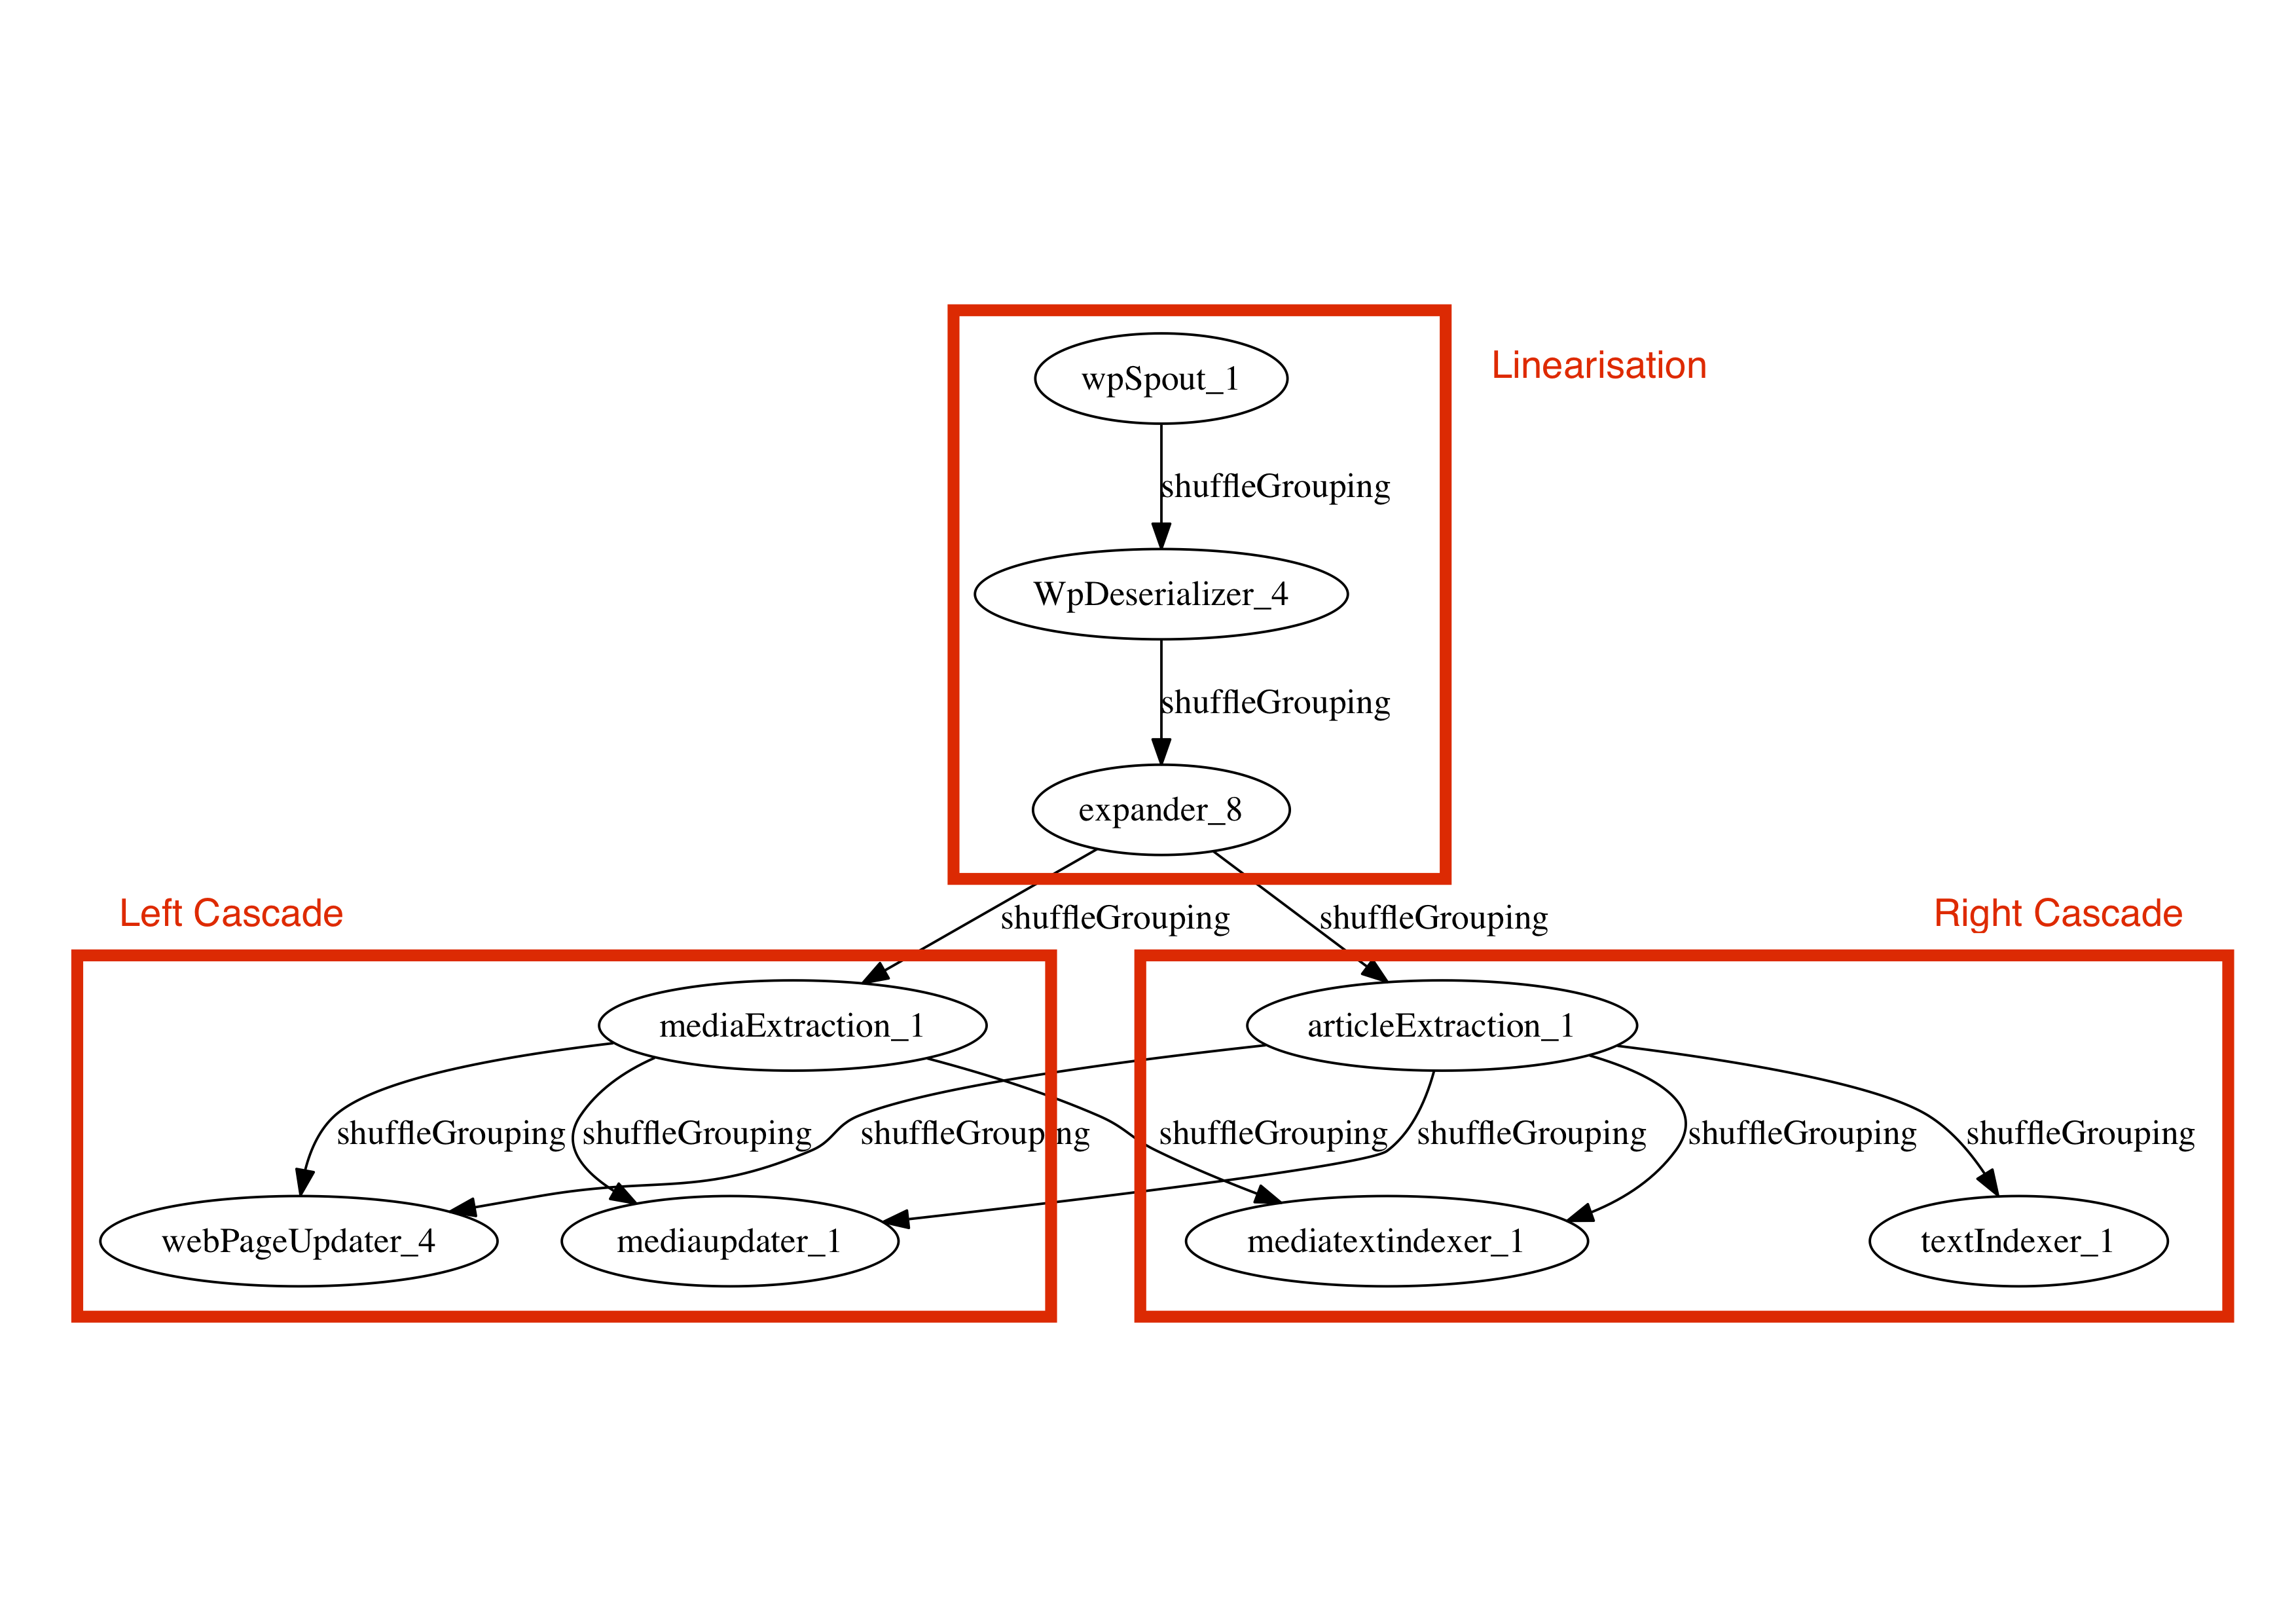 wpSpout_1
Linearisation
shuffleGrouping
WpDeserializer_4
shuffleGrouping
expander_8
Left Cascade
shuffleGrouping
shuffleGrouping
Right Cascade
mediaExtraction_1
articleExtraction_1
shuffleGrouping
shuffleGrouping
shuffleGrouping
shuffleGrouping
shuffleGrouping
shuffleGrouping
shuffleGrouping
webPageUpdater_4
mediaupdater_1
mediatextindexer_1
textIndexer_1